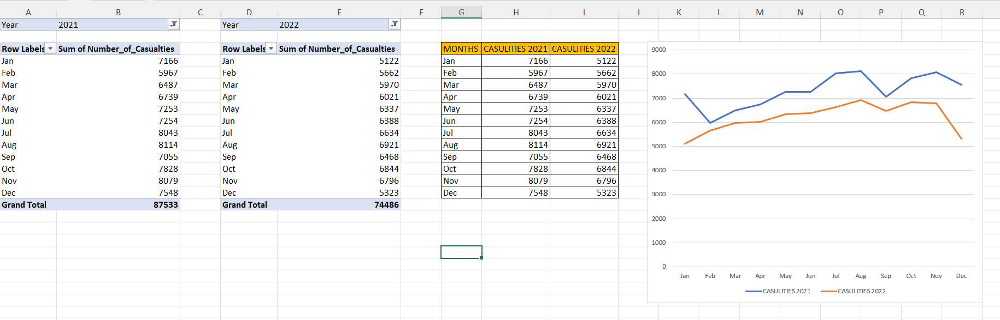 A B C D E F G H I J K L M N O P Q R
Year 2021 Year 2022
Row Labels Sum of Number_of_Casualties Row Labels Sum of Number_of_Casualties MONTHS CASULITIES 2021 CASULITIES 2022
Jan 7166 Jan 5122 Jan 7166 5122
Feb 5967 Feb 5662 Feb 5967 5662
Mar 6487 Mar 5970 Mar 6487 5970
Apr 6739 Apr 6021 Apr 6739 6021
May 7253 May 6337 May 7253 6337
Jun 7254 Jun 6388 Jun 7254 6388
Jul 8043 Jul 6634 Jul 8043 6634
Aug 8114 Aug 6921 Aug 8114 6921
Sep 7055 Sep 6468 Sep 7055 6468
Oct 7828 Oct 6844 Oct 7828 6844
Nov 8079 Nov 6796 Nov 8079 6796
Dec 7548 Dec 5323 Dec 7548 5323
Grand Total 87533 Grand Total 74486
9000
8000
7000
6000
5000
4000
3000
2000
1000
0
Jan Feb Mar Apr May Jun Jul Aug Sep Oct Nov Dec
CASULITIES 2021 CASULITIES 2022